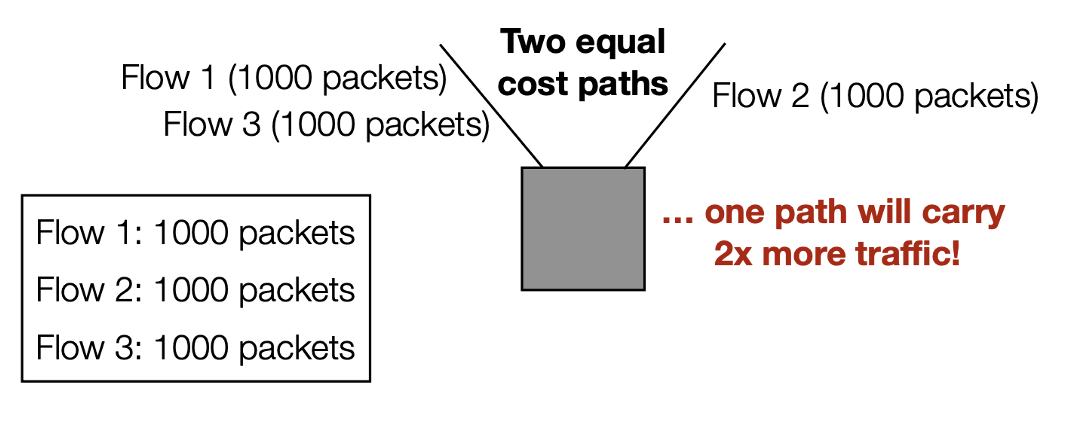 Two equal
cost paths
Flow 1 (1000 packets)
Flow 3 (1000 packets)
Flow 2 (1000 packets)
... one path will carry
2x more traffic!
Flow 1: 1000 packets
Flow 2: 1000 packets
Flow 3: 1000 packets